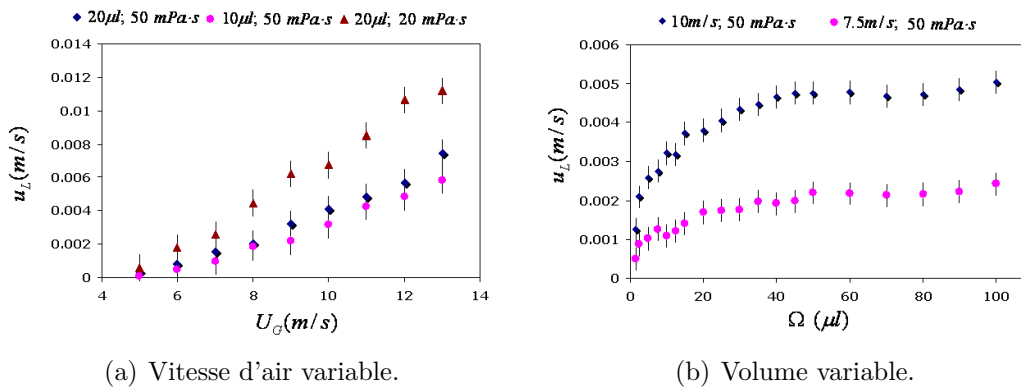 20μl; 50 mPa·s 10μl; 50 mPa·s 20μl; 20 mPa·s
0.014
0.012
0.01
0.008
0.006
0.004
0.002
0
u_L (m/s)
4 6 8 10 12 14
U_G (m/s)
(a) Vitesse d'air variable.
10m/s; 50 mPa·s 7.5m/s; 50 mPa·s
0.006
0.005
0.004
0.003
0.002
0.001
0
u_L (m/s)
0 20 40 60 80 100
Ω (μl)
(b) Volume variable.